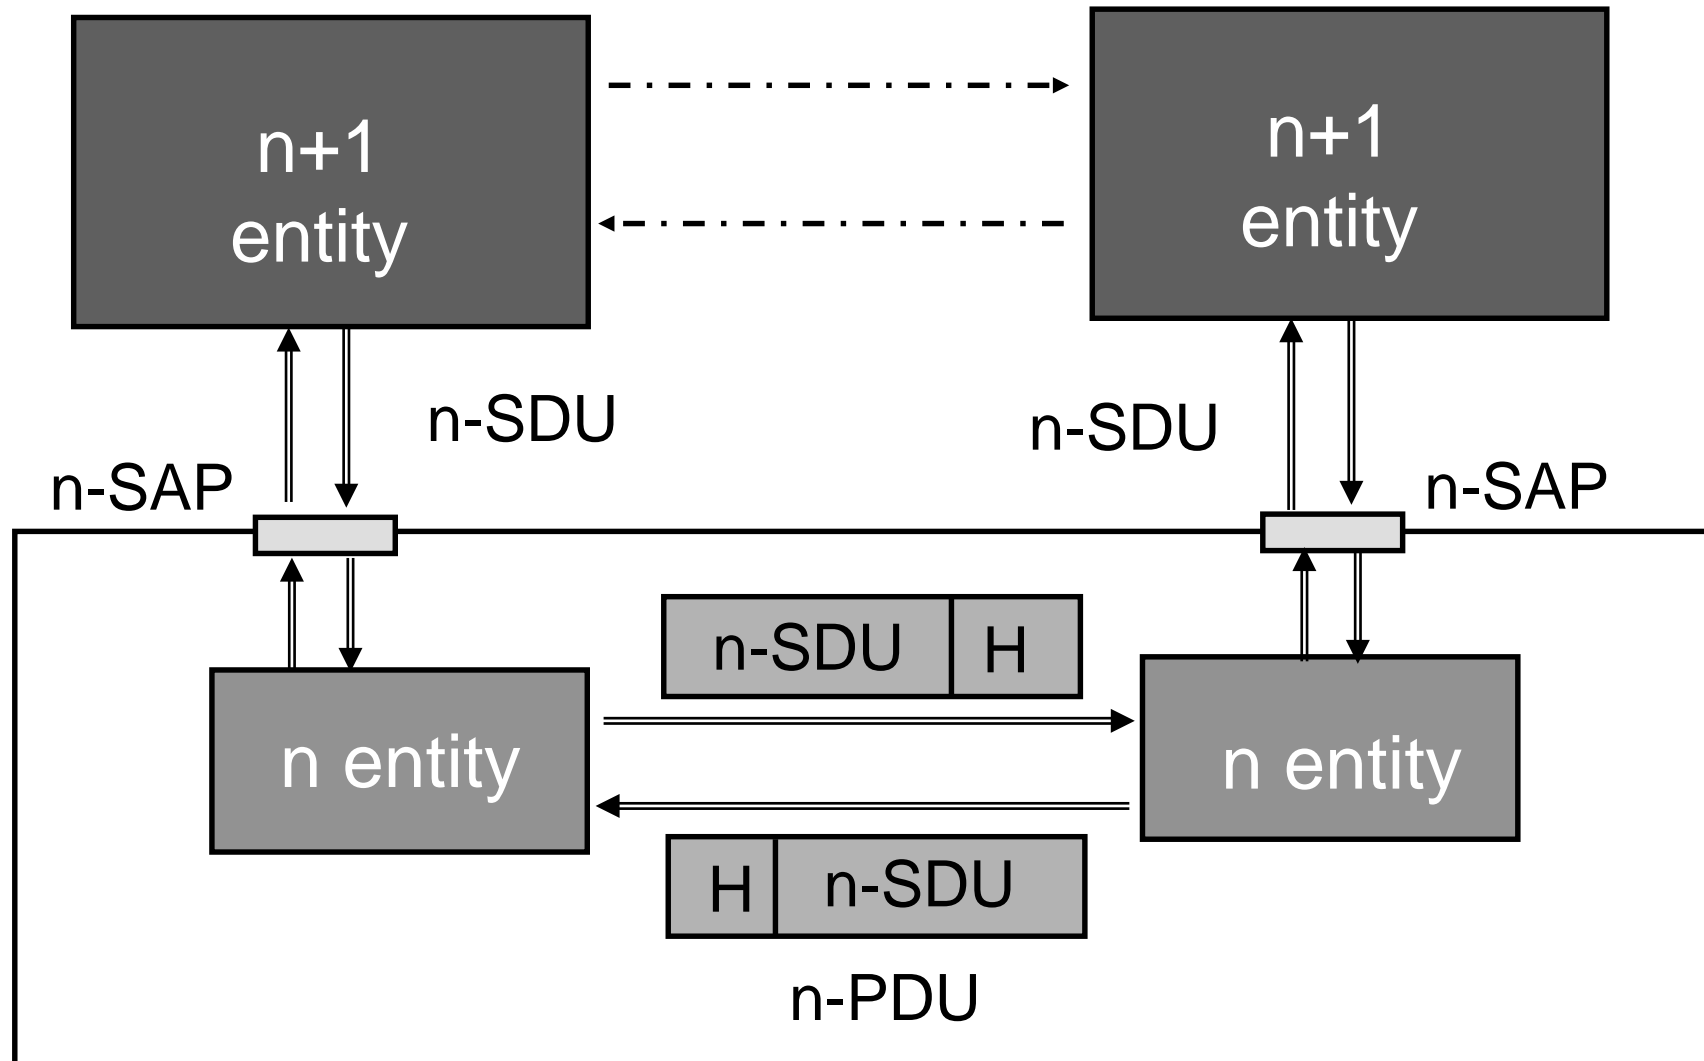 n+1
entity
n+1
entity
n-SDU
n-SDU
n-SAP
n-SAP
n-SDU H
n entity
n entity
H n-SDU
n-PDU